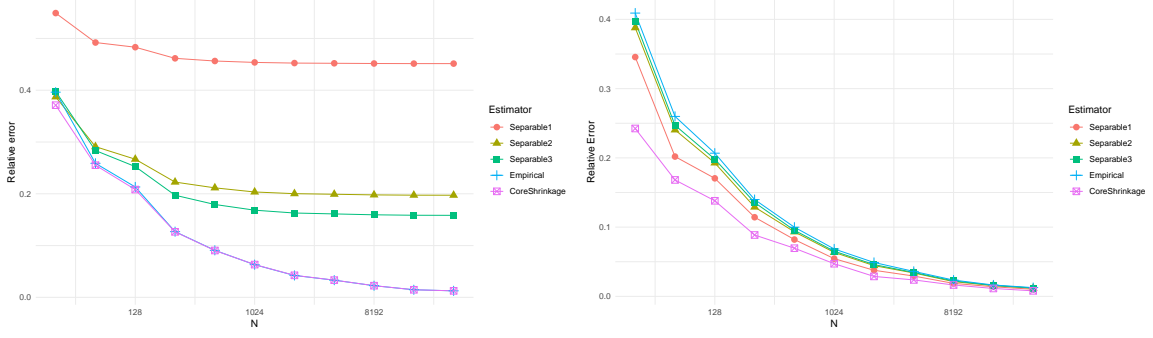 Relative error
0.4
0.2
0.0
128
1024
8192
N
Estimator
Separable1
Separable2
Separable3
Empirical
CoreShrinkage
Relative Error
0.4
0.3
0.2
0.1
0.0
128
1024
8192
N
Estimator
Separable1
Separable2
Separable3
Empirical
CoreShrinkage